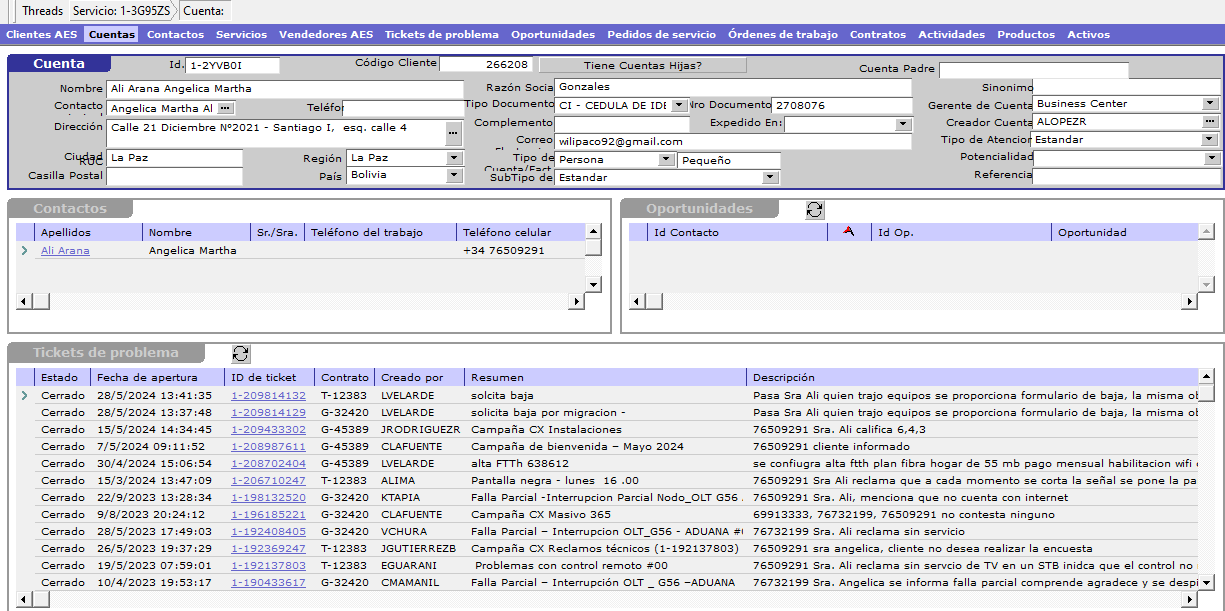 Threads Servicio: 1-3G95ZS Cuenta:
Clientes AES Cuentas Contactos Servicios Vendedores AES Tickets de problema Oportunidades Pedidos de servicio Órdenes de trabajo Contratos Actividades Productos Activos
Cuenta Id. 1-2YVB0I Código Cliente 266208 Tiene Cuentas Hijas? Cuenta Padre
Nombre Ali Arana Angelica Martha Razón Socia Gonzales Sinonimo
Contacto Angelica Martha Al Teléfor Tipo Documento CI - CEDULA DE IDE Nro Documento 2708076 Gerente de Cuenta Business Center
Dirección Calle 21 Diciembre N°2021 - Santiago I, esq. calle 4 Complemento Expedido En: Creador Cuenta ALOPEZR
Correo wilipaco92@gmail.com Tipo de Atencior Estandar
Ciudad La Paz Región La Paz Tipo de Persona Pequeño Potencialidad
RUC Cuenta/Fact
Casilla Postal País Bolivia SubTipo de Estandar Referencia
Contactos
Apellidos Nombre Sr./Sra. Teléfono del trabajo Teléfono celular
Ali Arana Angelica Martha +34 76509291
Oportunidades
Id Contacto Id Op. Oportunidad
Tickets de problema
Estado Fecha de apertura ID de ticket Contrato Creado por Resumen Descripción
Cerrado 28/5/2024 13:41:35 1-209814132 T-12383 LVELARDE solcita baja Pasa Sra Ali quien trajo equipos se proporciona formulario de baja, la misma ob
Cerrado 28/5/2024 13:37:48 1-209814129 G-32420 LVELARDE solicita baja por migracion - Pasa Sra Ali quien trajo equipos se proporciona formulario de baja, la misma ob
Cerrado 15/5/2024 14:34:45 1-209433302 G-45389 JRODRIGUEZR Campaña CX Instalaciones 76509291 Sra. Ali califica 6,4,3
Cerrado 7/5/2024 09:11:52 1-208987611 G-45389 CLAFUENTE Campaña de bienvenida – Mayo 2024 76509291 cliente informado
Cerrado 30/4/2024 15:06:54 1-208702404 G-45389 LVELARDE alta FTTh 638612 se confiugra alta ftth plan fibra hogar de 55 mb pago mensual habilitacion wifi
Cerrado 15/3/2024 13:47:09 1-206710247 T-12383 ALIMA Pantalla negra - lunes 16 .00 76509291 Sra Ali reclama que a cada momento se corta la señal se pone la pa
Cerrado 22/9/2023 13:28:34 1-198132520 G-32420 KTAPIA Falla Parcial -Interrupcion Parcial Nodo_OLT G56 76509291 Sra. Ali, menciona que no cuenta con internet
Cerrado 9/8/2023 20:24:12 1-196185221 G-32420 CLAFUENTE Campaña CX Masivo 365 69913333, 76732199, 76509291 no contesta ninguno
Cerrado 28/5/2023 17:49:03 1-192408405 G-32420 VCHURA Falla Parcial – Interrupcion OLT_G56 - ADUANA #0 76732199 Sra. Ali reclama sin servicio
Cerrado 26/5/2023 19:37:29 1-192369247 T-12383 JGUTIERREZB Campaña CX Reclamos técnicos (1-192137803) 76509291 sra angelica, cliente no desea realizar la encuesta
Cerrado 19/5/2023 07:59:01 1-192137803 T-12383 EGUARANI Problemas con control remoto #00 76509291 Sra. Ali reclama sin servcio de TV en un STB inidca que el control no
Cerrado 10/4/2023 19:53:17 1-190433617 G-32420 CMAMANIL Falla Parcial – Interrupción OLT _ G56 –ADUANA 76732199 Sra. Angelica se informa falla parcial comprende agradece y se despi